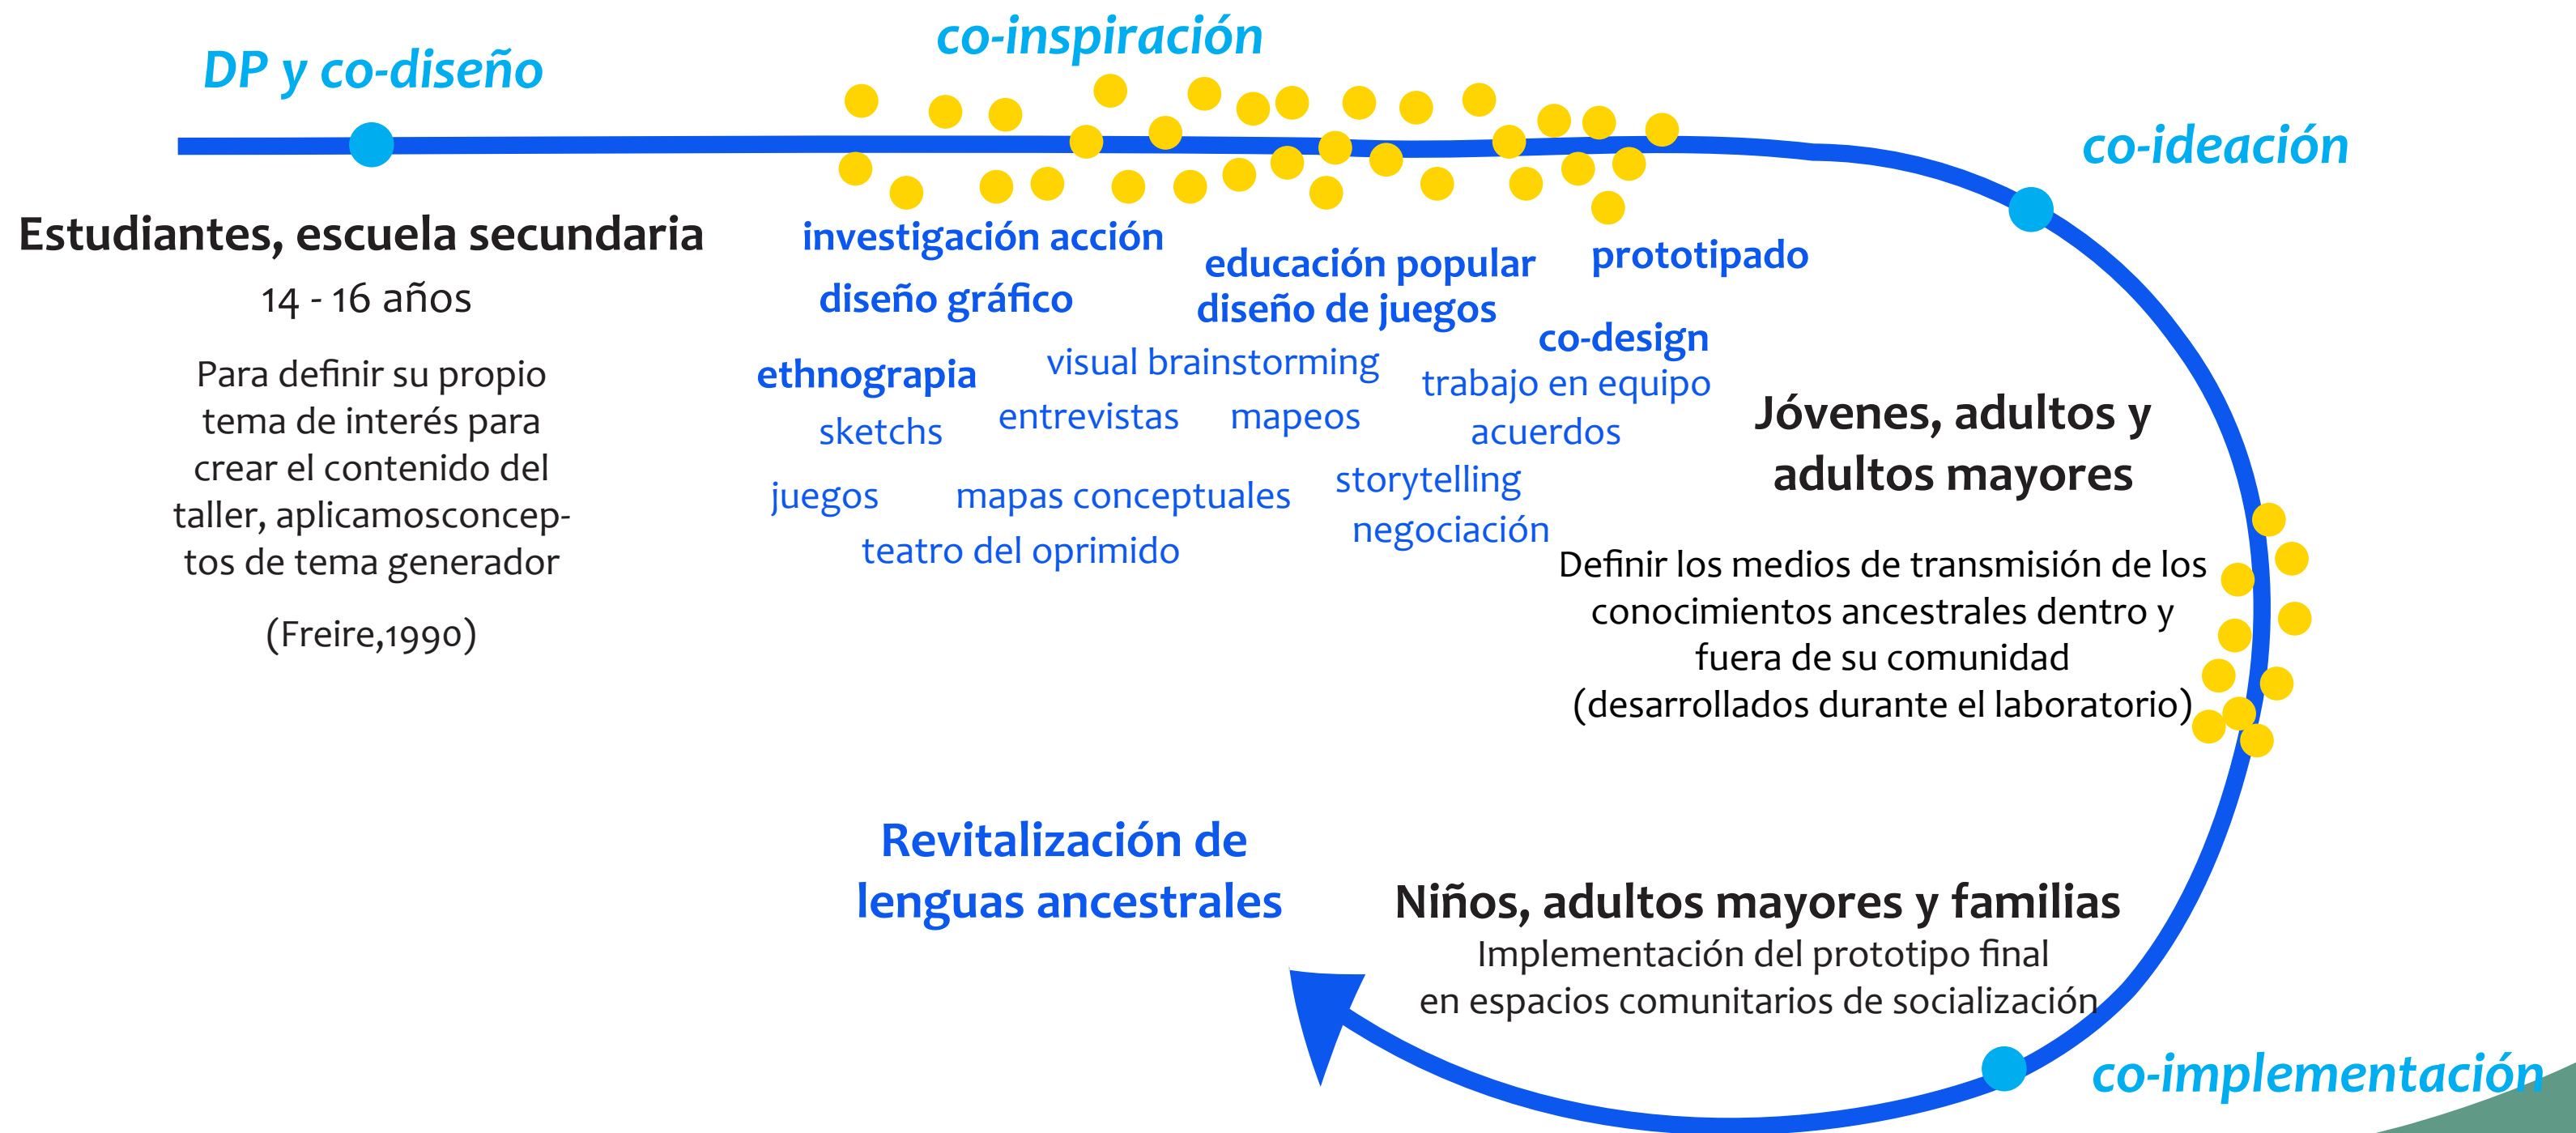 DP y co-diseño
co-inspiración
co-ideación
Estudiantes, escuela secundaria
14 - 16 años
Para definir su propio
tema de interés para
crear el contenido del
taller, aplicamosconcep-
tos de tema generador
(Freire,1990)
investigación acción
educación popular
prototipado
diseño gráfico
diseño de juegos
co-design
ethnograpia
visual brainstorming
trabajo en equipo
sketchs
entrevistas
mapeos
acuerdos
juegos
mapas conceptuales
storytelling
negociación
teatro del oprimido
Jóvenes, adultos y
adultos mayores
Definir los medios de transmisión de los
conocimientos ancestrales dentro y
fuera de su comunidad
(desarrollados durante el laboratorio)
Revitalización de
lenguas ancestrales
Niños, adultos mayores y familias
Implementación del prototipo final
en espacios comunitarios de socialización
co-implementación